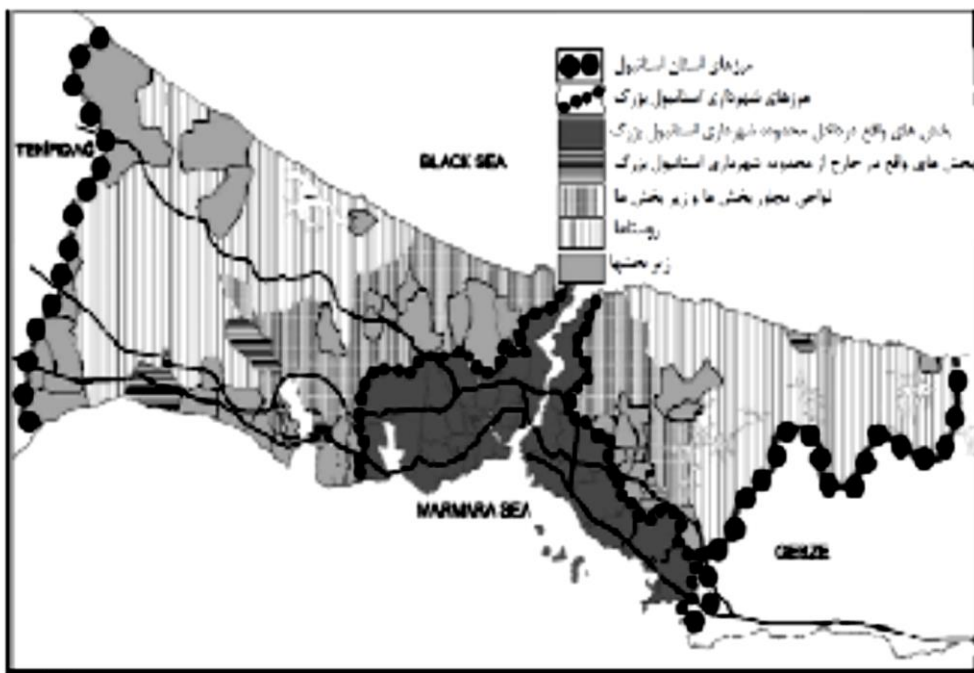 مرزهای استان استانبول
مرزهای شهرداری استانبول بزرگ
بخش های واقع در داخل محدوده شهرداری استانبول بزرگ
بخش های واقع در خارج از محدوده شهرداری استانبول بزرگ
نواحی مجاور بخش ها و زیر بخش ها
روستاها
زیر بخشها
TEKIRDAG
BLACK SEA
MARMARA SEA
GEBZE